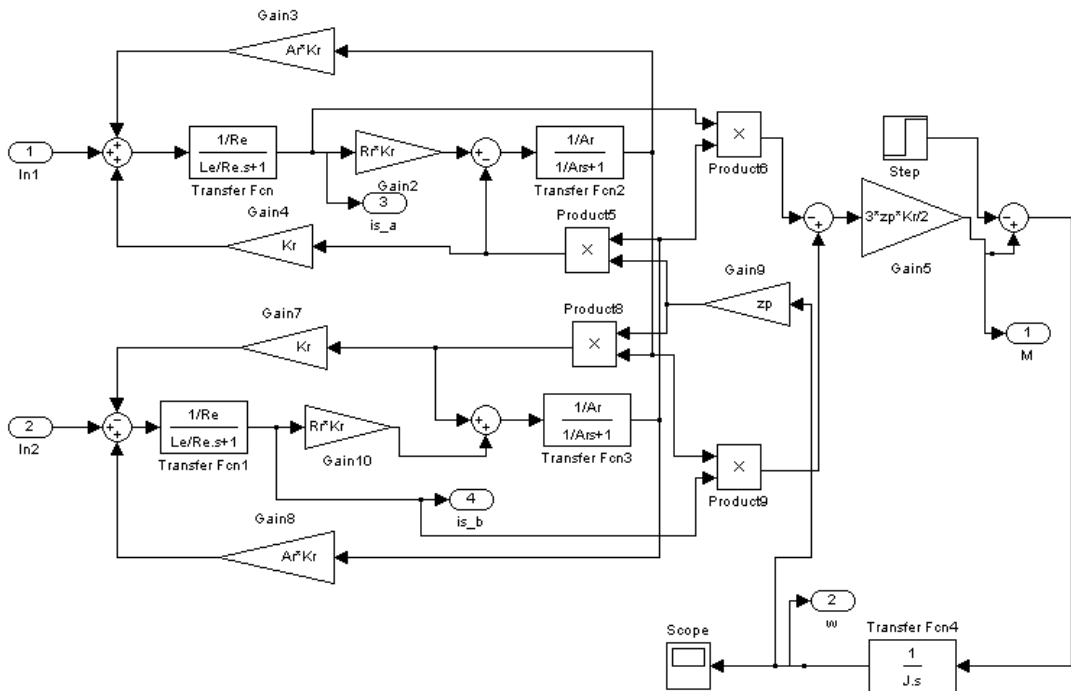 Gain3
Ar*Kr
1
In1
+
+
+
1/Re
Le/Re.s+1
Transfer Fcn
Rr*Kr
Gain2
+
−
1/Ar
1/Ars+1
Transfer Fcn2
×
Product6
Step
3
is_a
Gain4
Kr
Product5
×
+
−
3*zp*Kr/2
Gain5
−
+
Gain9
zp
Gain7
Kr
Product8
×
1
M
2
In2
−
+
+
1/Re
Le/Re.s+1
Transfer Fcn1
Rr*Kr
Gain10
+
+
1/Ar
1/Ars+1
Transfer Fcn3
×
Product9
4
is_b
Gain8
Ar*Kr
2
w
Scope
Transfer Fcn4
1
J.s